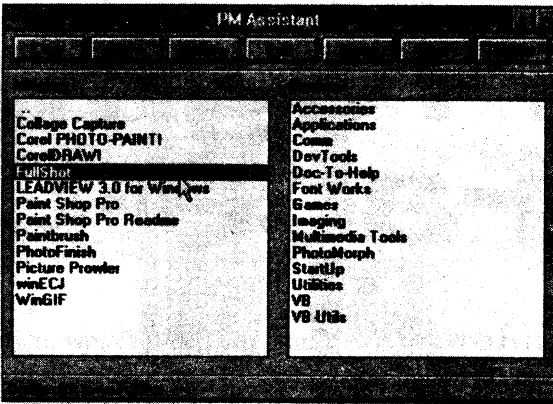 PM Assistant
..
Collage Capture
Corel PHOTO-PAINT!
CorelDRAW!
FullShot
LEADVIEW 3.0 for Windows
Paint Shop Pro
Paint Shop Pro Readme
Paintbrush
PhotoFinish
Picture Prowler
winECJ
WinGIF
Accessories
Applications
Comm
DevTools
Doc-To-Help
Font Works
Games
Imaging
Multimedia Tools
PhotoMorph
StartUp
Utilities
VB
VB Utils